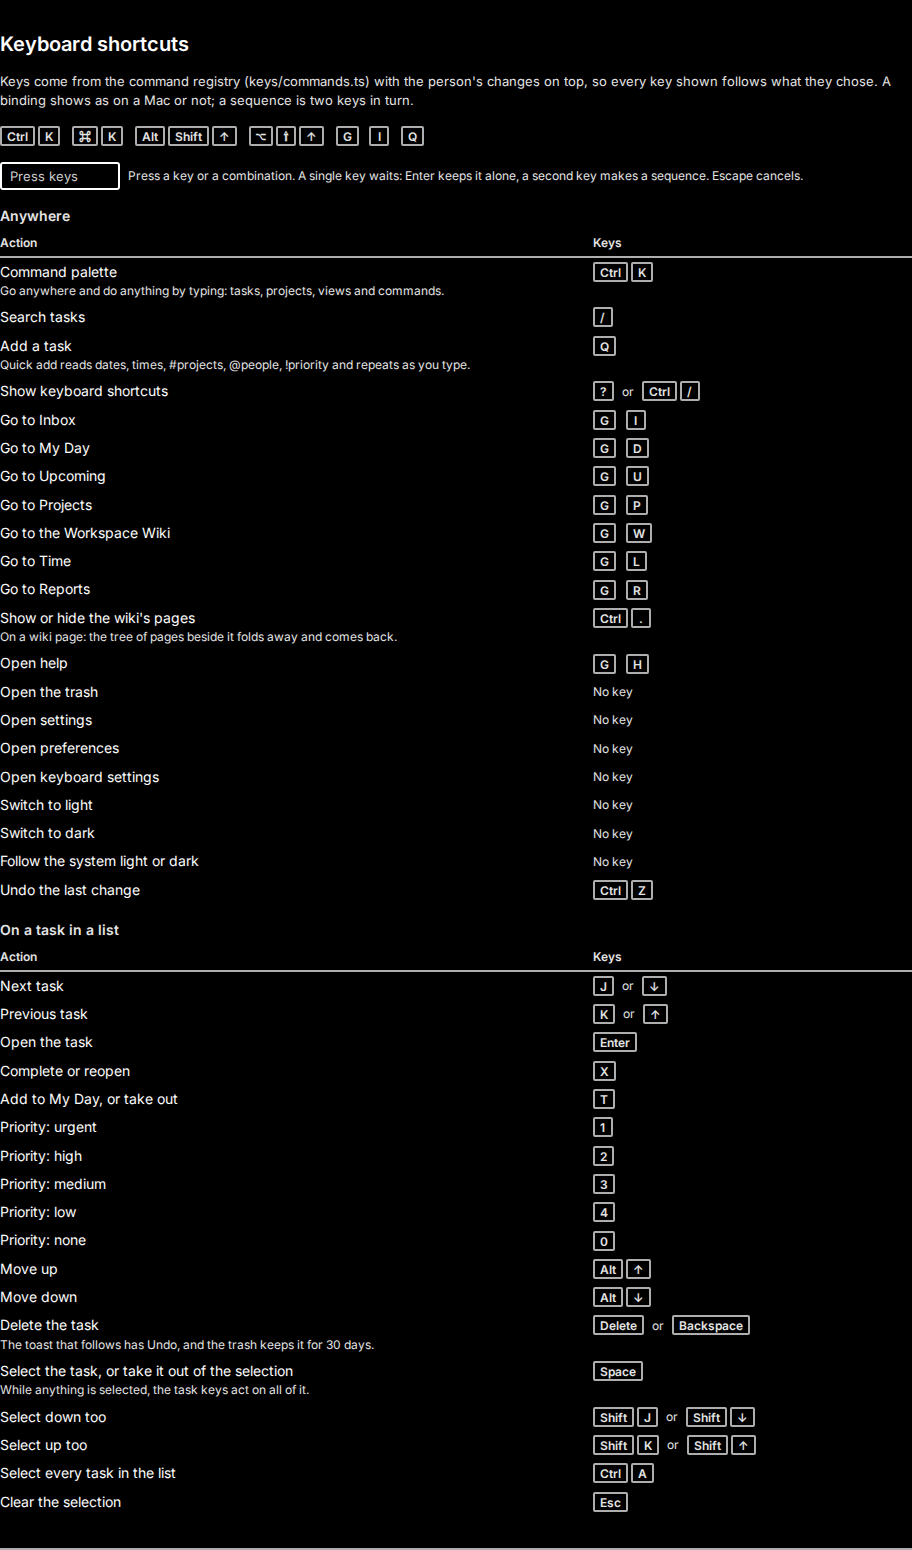 Keyboard shortcuts
Keys come from the command registry (keys/commands.ts) with the person's changes on top, so every key shown follows what they chose. A
binding shows as on a Mac or not; a sequence is two keys in turn.
Ctrl K ⌘ K Alt Shift ↑ ⌥ ⇧ ↑ G I Q
Press keys Press a key or a combination. A single key waits: Enter keeps it alone, a second key makes a sequence. Escape cancels.
Anywhere
Action Keys
Command palette Ctrl K
Go anywhere and do anything by typing: tasks, projects, views and commands.
Search tasks /
Add a task Q
Quick add reads dates, times, #projects, @people, !priority and repeats as you type.
Show keyboard shortcuts ? or Ctrl /
Go to Inbox G I
Go to My Day G D
Go to Upcoming G U
Go to Projects G P
Go to the Workspace Wiki G W
Go to Time G L
Go to Reports G R
Show or hide the wiki's pages Ctrl .
On a wiki page: the tree of pages beside it folds away and comes back.
Open help G H
Open the trash No key
Open settings No key
Open preferences No key
Open keyboard settings No key
Switch to light No key
Switch to dark No key
Follow the system light or dark No key
Undo the last change Ctrl Z
On a task in a list
Action Keys
Next task J or ↓
Previous task K or ↑
Open the task Enter
Complete or reopen X
Add to My Day, or take out T
Priority: urgent 1
Priority: high 2
Priority: medium 3
Priority: low 4
Priority: none 0
Move up Alt ↑
Move down Alt ↓
Delete the task Delete or Backspace
The toast that follows has Undo, and the trash keeps it for 30 days.
Select the task, or take it out of the selection Space
While anything is selected, the task keys act on all of it.
Select down too Shift J or Shift ↓
Select up too Shift K or Shift ↑
Select every task in the list Ctrl A
Clear the selection Esc